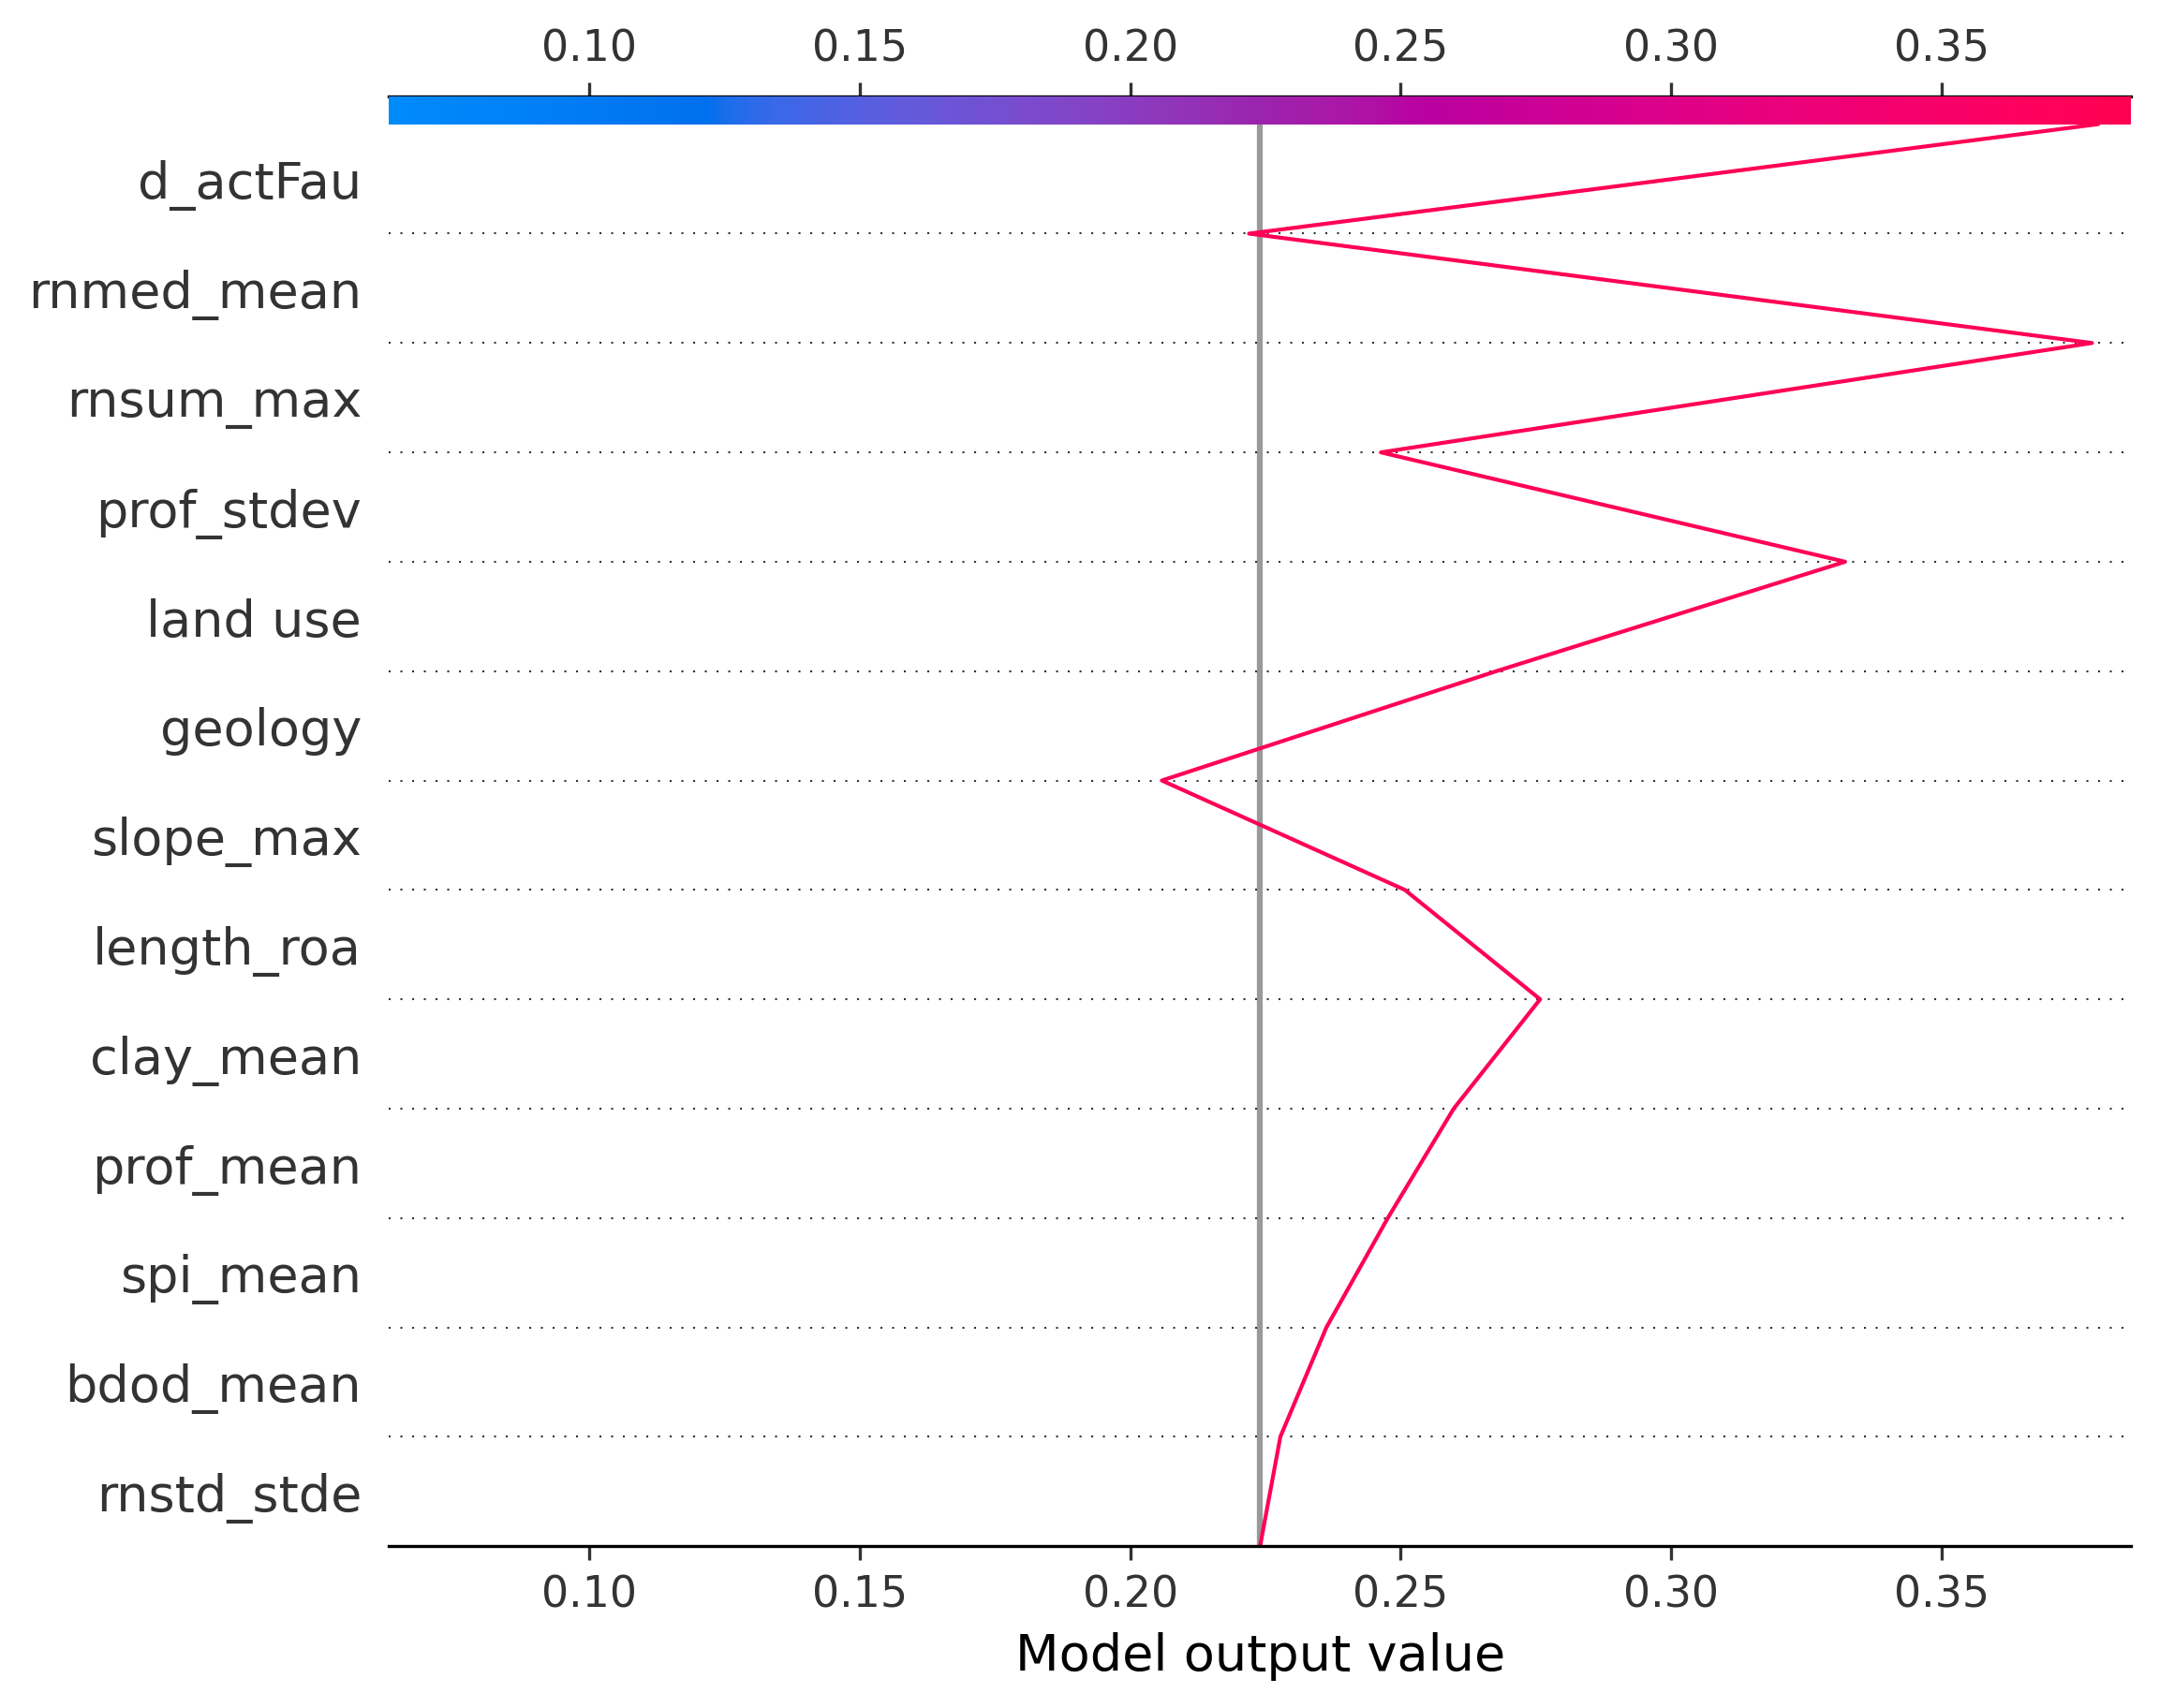 0.10 0.15 0.20 0.25 0.30 0.35
d_actFau
rnmed_mean
rnsum_max
prof_stdev
land use
geology
slope_max
length_roa
clay_mean
prof_mean
spi_mean
bdod_mean
rnstd_stde
0.10 0.15 0.20 0.25 0.30 0.35
Model output value